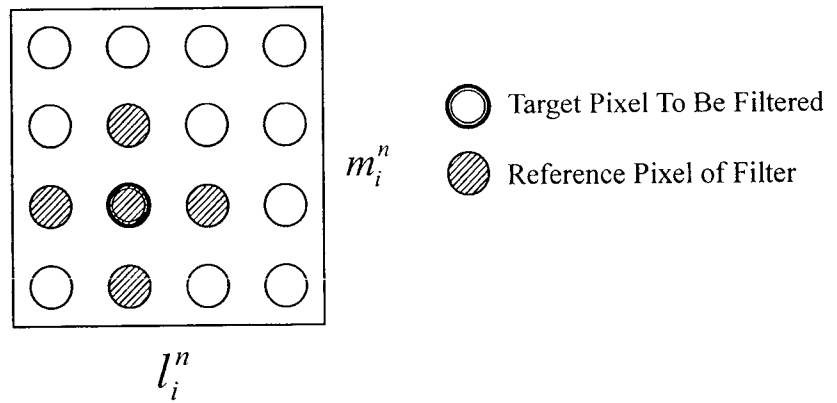 Target Pixel To Be Filtered
m_i^n
Reference Pixel of Filter
l_i^n